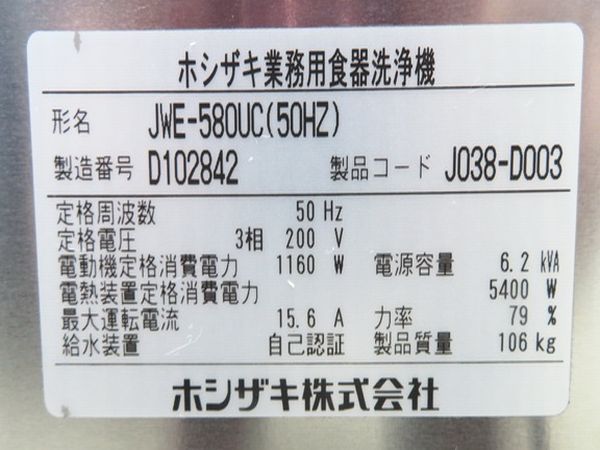 ホシザキ業務用食器洗浄機
形名 JWE-580UC(50HZ)
製造番号 D102842 製品コード J038-D003
定格周波数 50 Hz
定格電圧 3相 200 V
電動機定格消費電力 1160 W 電源容量 6.2 kVA
電熱装置定格消費電力 5400 W
最大運転電流 15.6 A 力率 79 %
給水装置 自己認証 製品質量 106 kg
ホシザキ株式会社